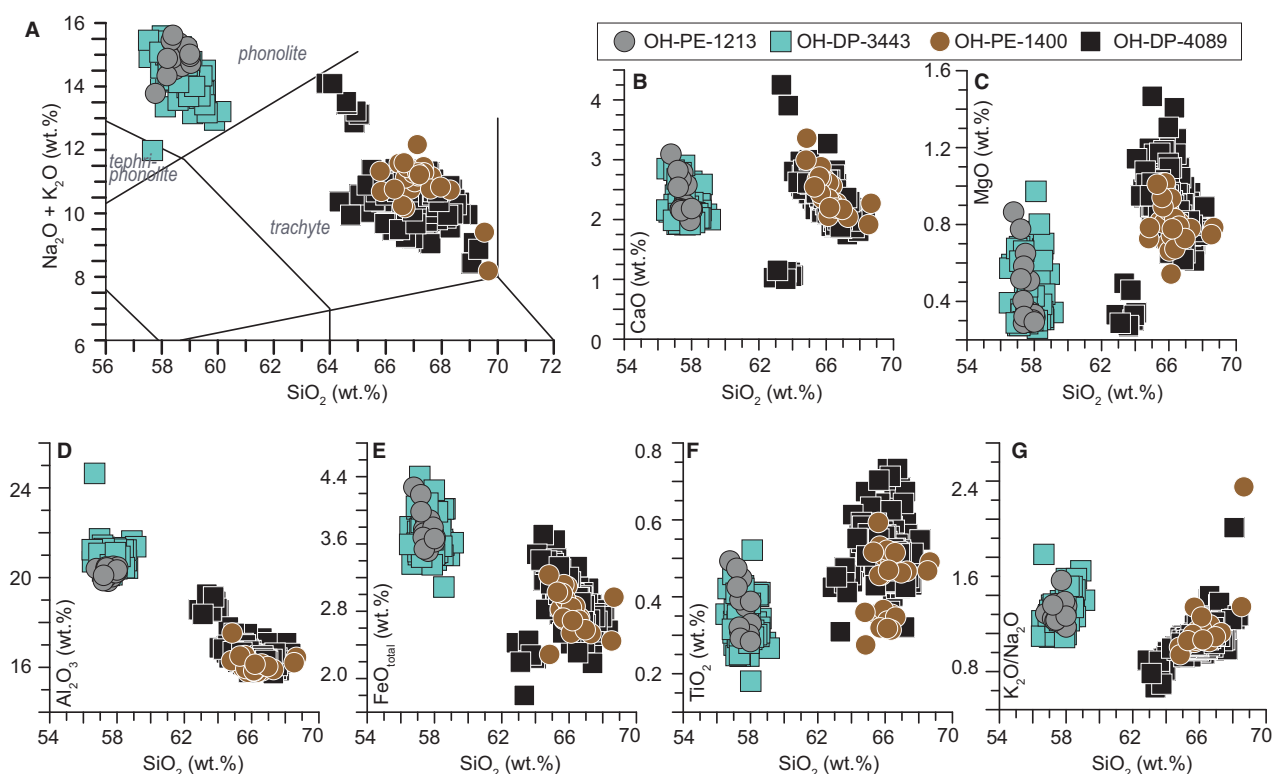 A
16
14
12
10
8
6
4
Na₂O + K₂O (wt.%)
phonolite
tephri-
phonolite
trachyte
56 58 60 62 64 66 68 70 72
SiO₂ (wt.%)
OH-PE-1213 OH-DP-3443 OH-PE-1400 OH-DP-4089
B
4
3
2
1
0
CaO (wt.%)
54 58 62 66 70
SiO₂ (wt.%)
C
1.6
1.2
0.8
0.4
MgO (wt.%)
54 58 62 66 70
SiO₂ (wt.%)
D
24
20
16
Al₂O₃ (wt.%)
54 58 62 66 70
SiO₂ (wt.%)
E
4.4
3.6
2.8
2.0
FeOtotal (wt.%)
54 58 62 66 70
SiO₂ (wt.%)
F
0.8
0.6
0.4
0.2
TiO₂ (wt.%)
54 58 62 66 70
SiO₂ (wt.%)
G
2.4
1.6
0.8
K₂O/Na₂O
54 58 62 66 70
SiO₂ (wt.%)